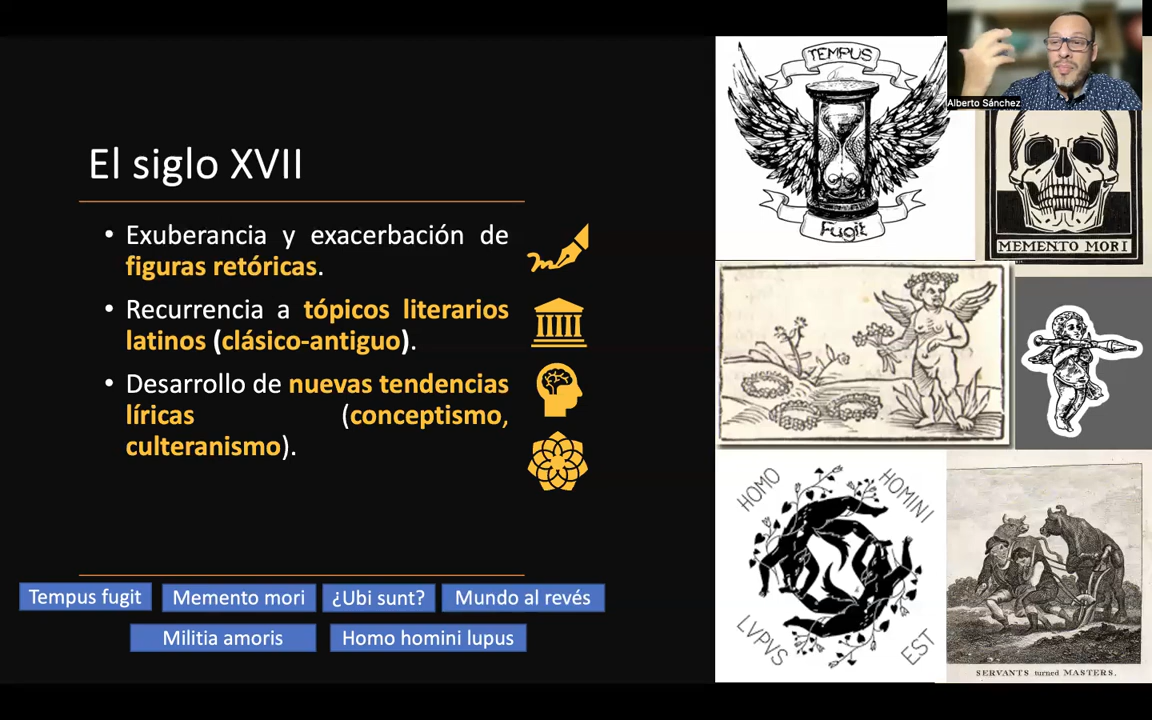 El siglo XVII
• Exuberancia y exacerbación de
figuras retóricas.
• Recurrencia a tópicos literarios
latinos (clásico-antiguo).
• Desarrollo de nuevas tendencias
líricas (conceptismo,
culteranismo).
Tempus fugit
Memento mori
¿Ubi sunt?
Mundo al revés
Militia amoris
Homo homini lupus
TEMPUS
Fugit
Alberto Sánchez
MEMENTO MORI
HOMO
HOMINI
LVPVS
EST
SERVANTS turned MASTERS.